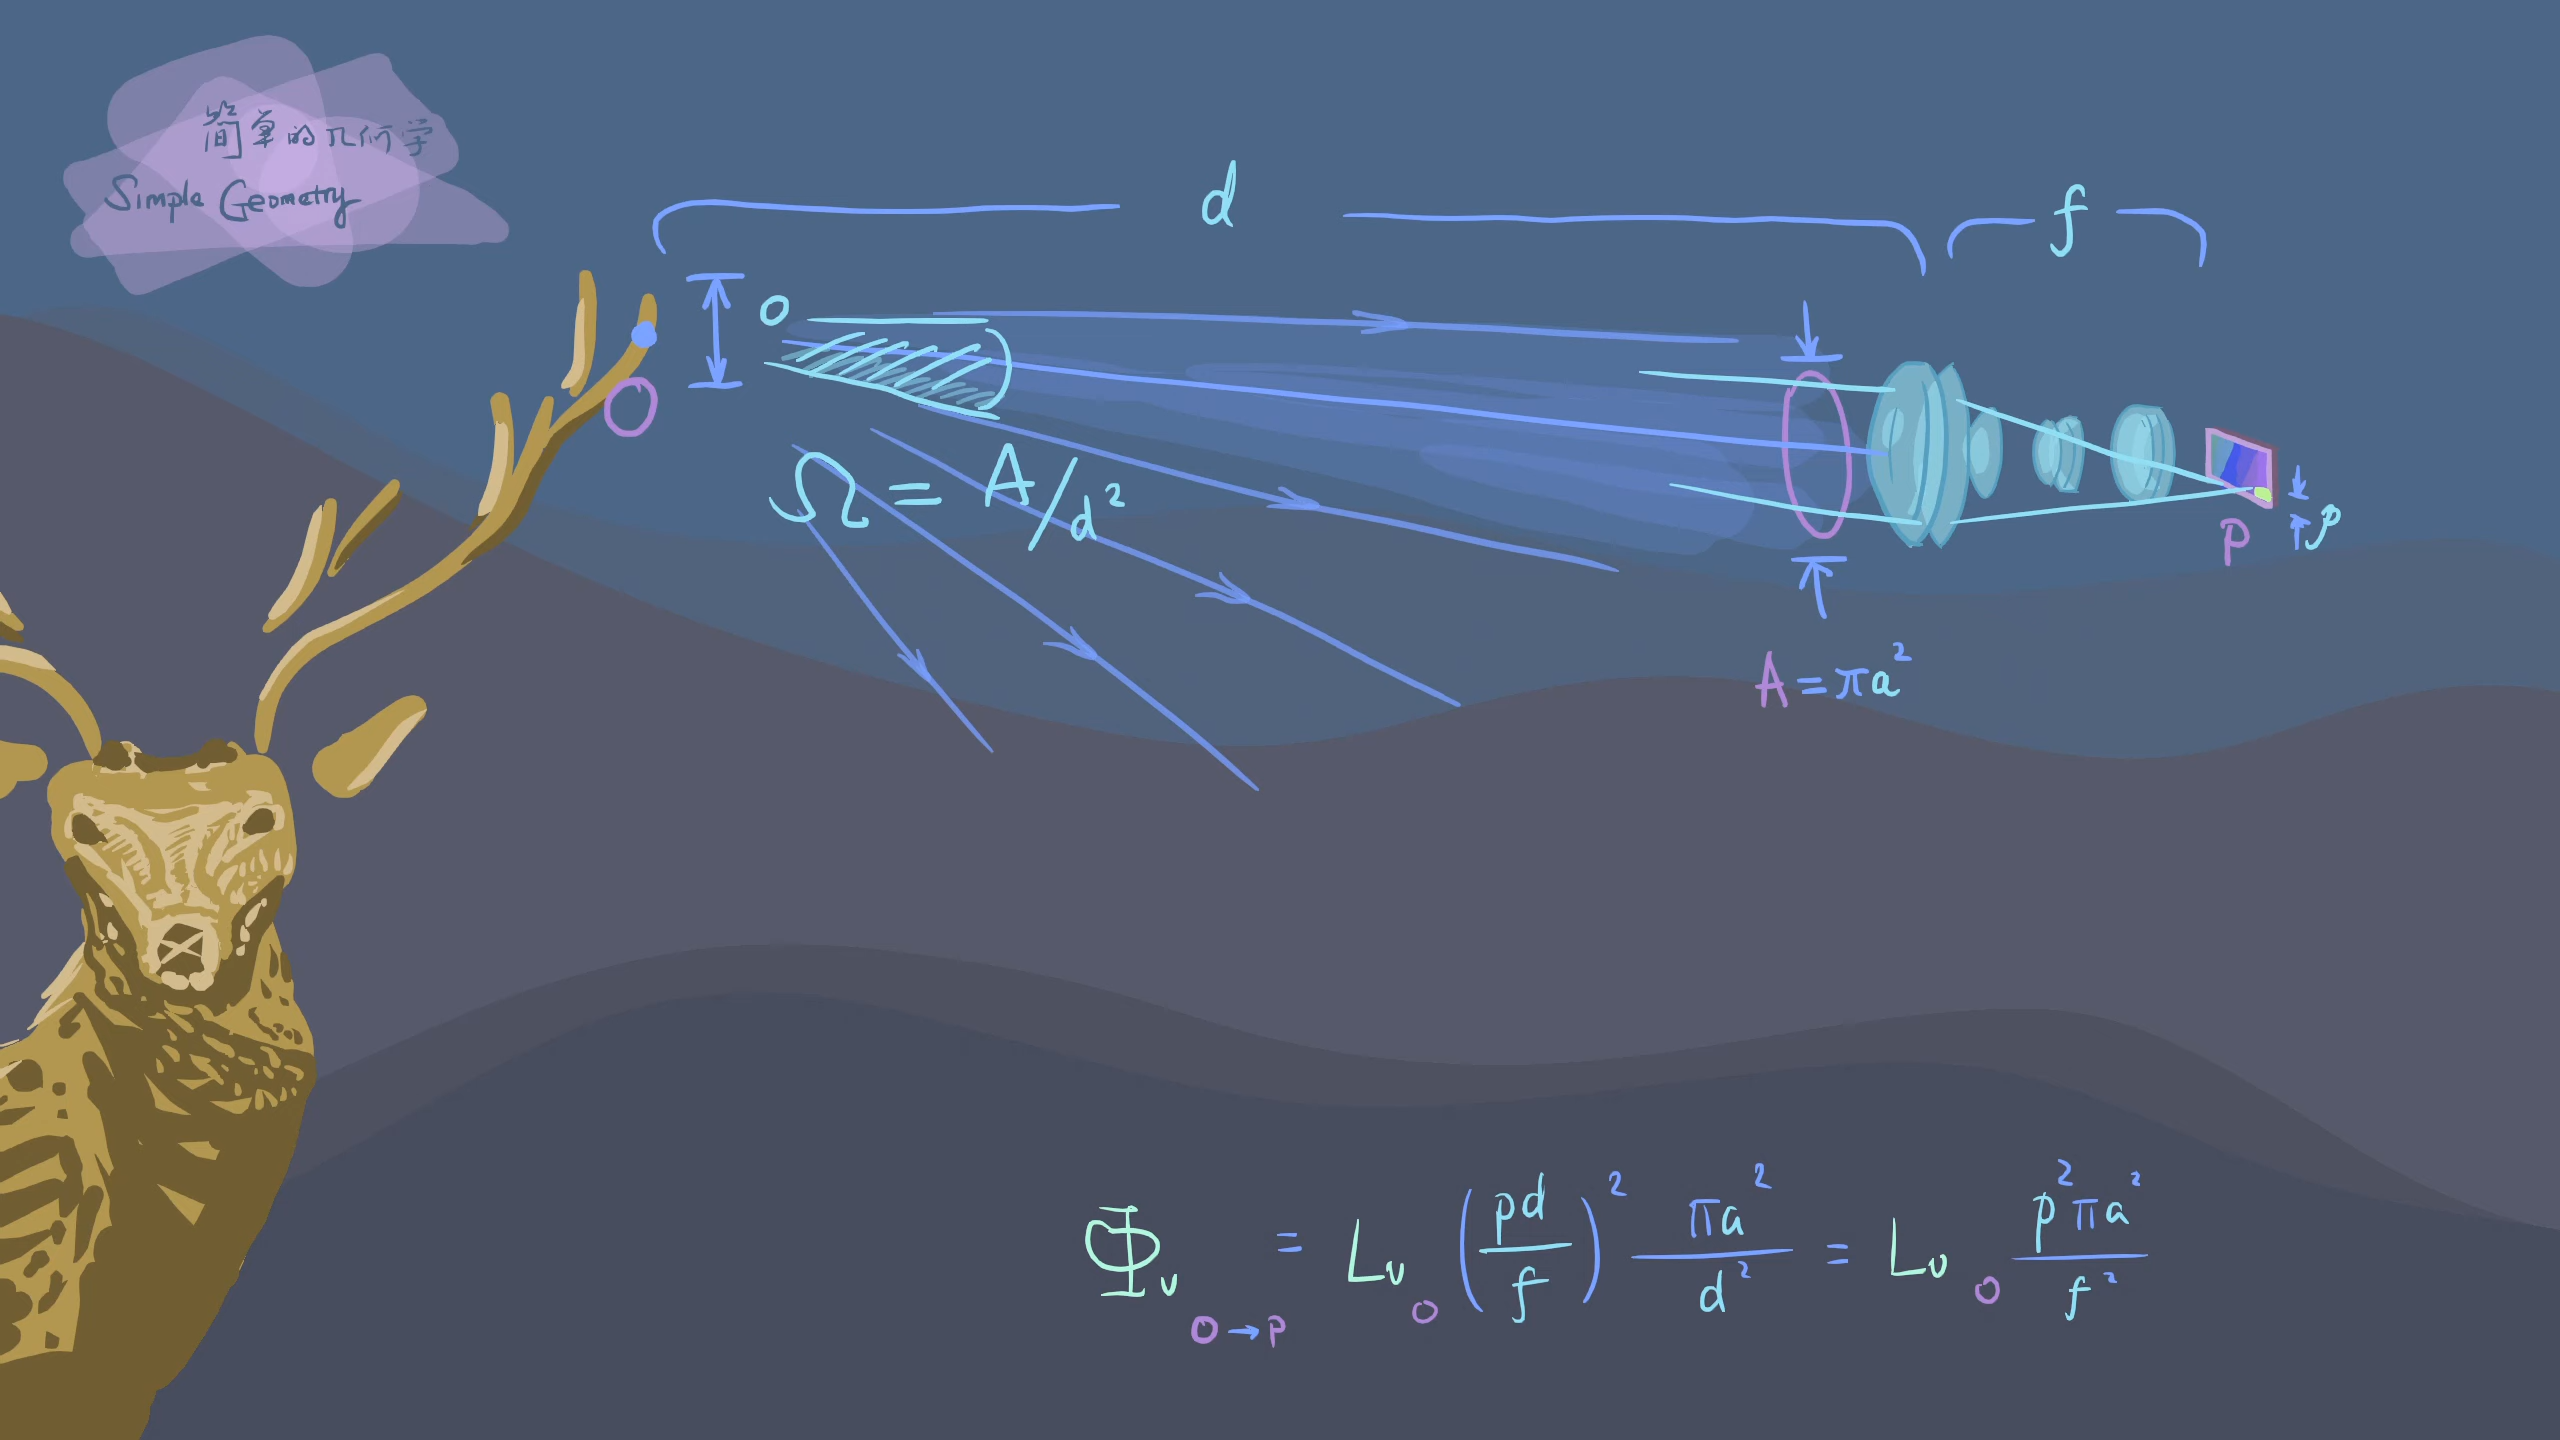 简单的几何学
Simple Geometry
d
f
o
O
Ω = A/d²
p
P
A = πa²
Φᵥ O→P = Lᵥ O (pd/f)² πa²/d² = Lᵥ O p²πa²/f²